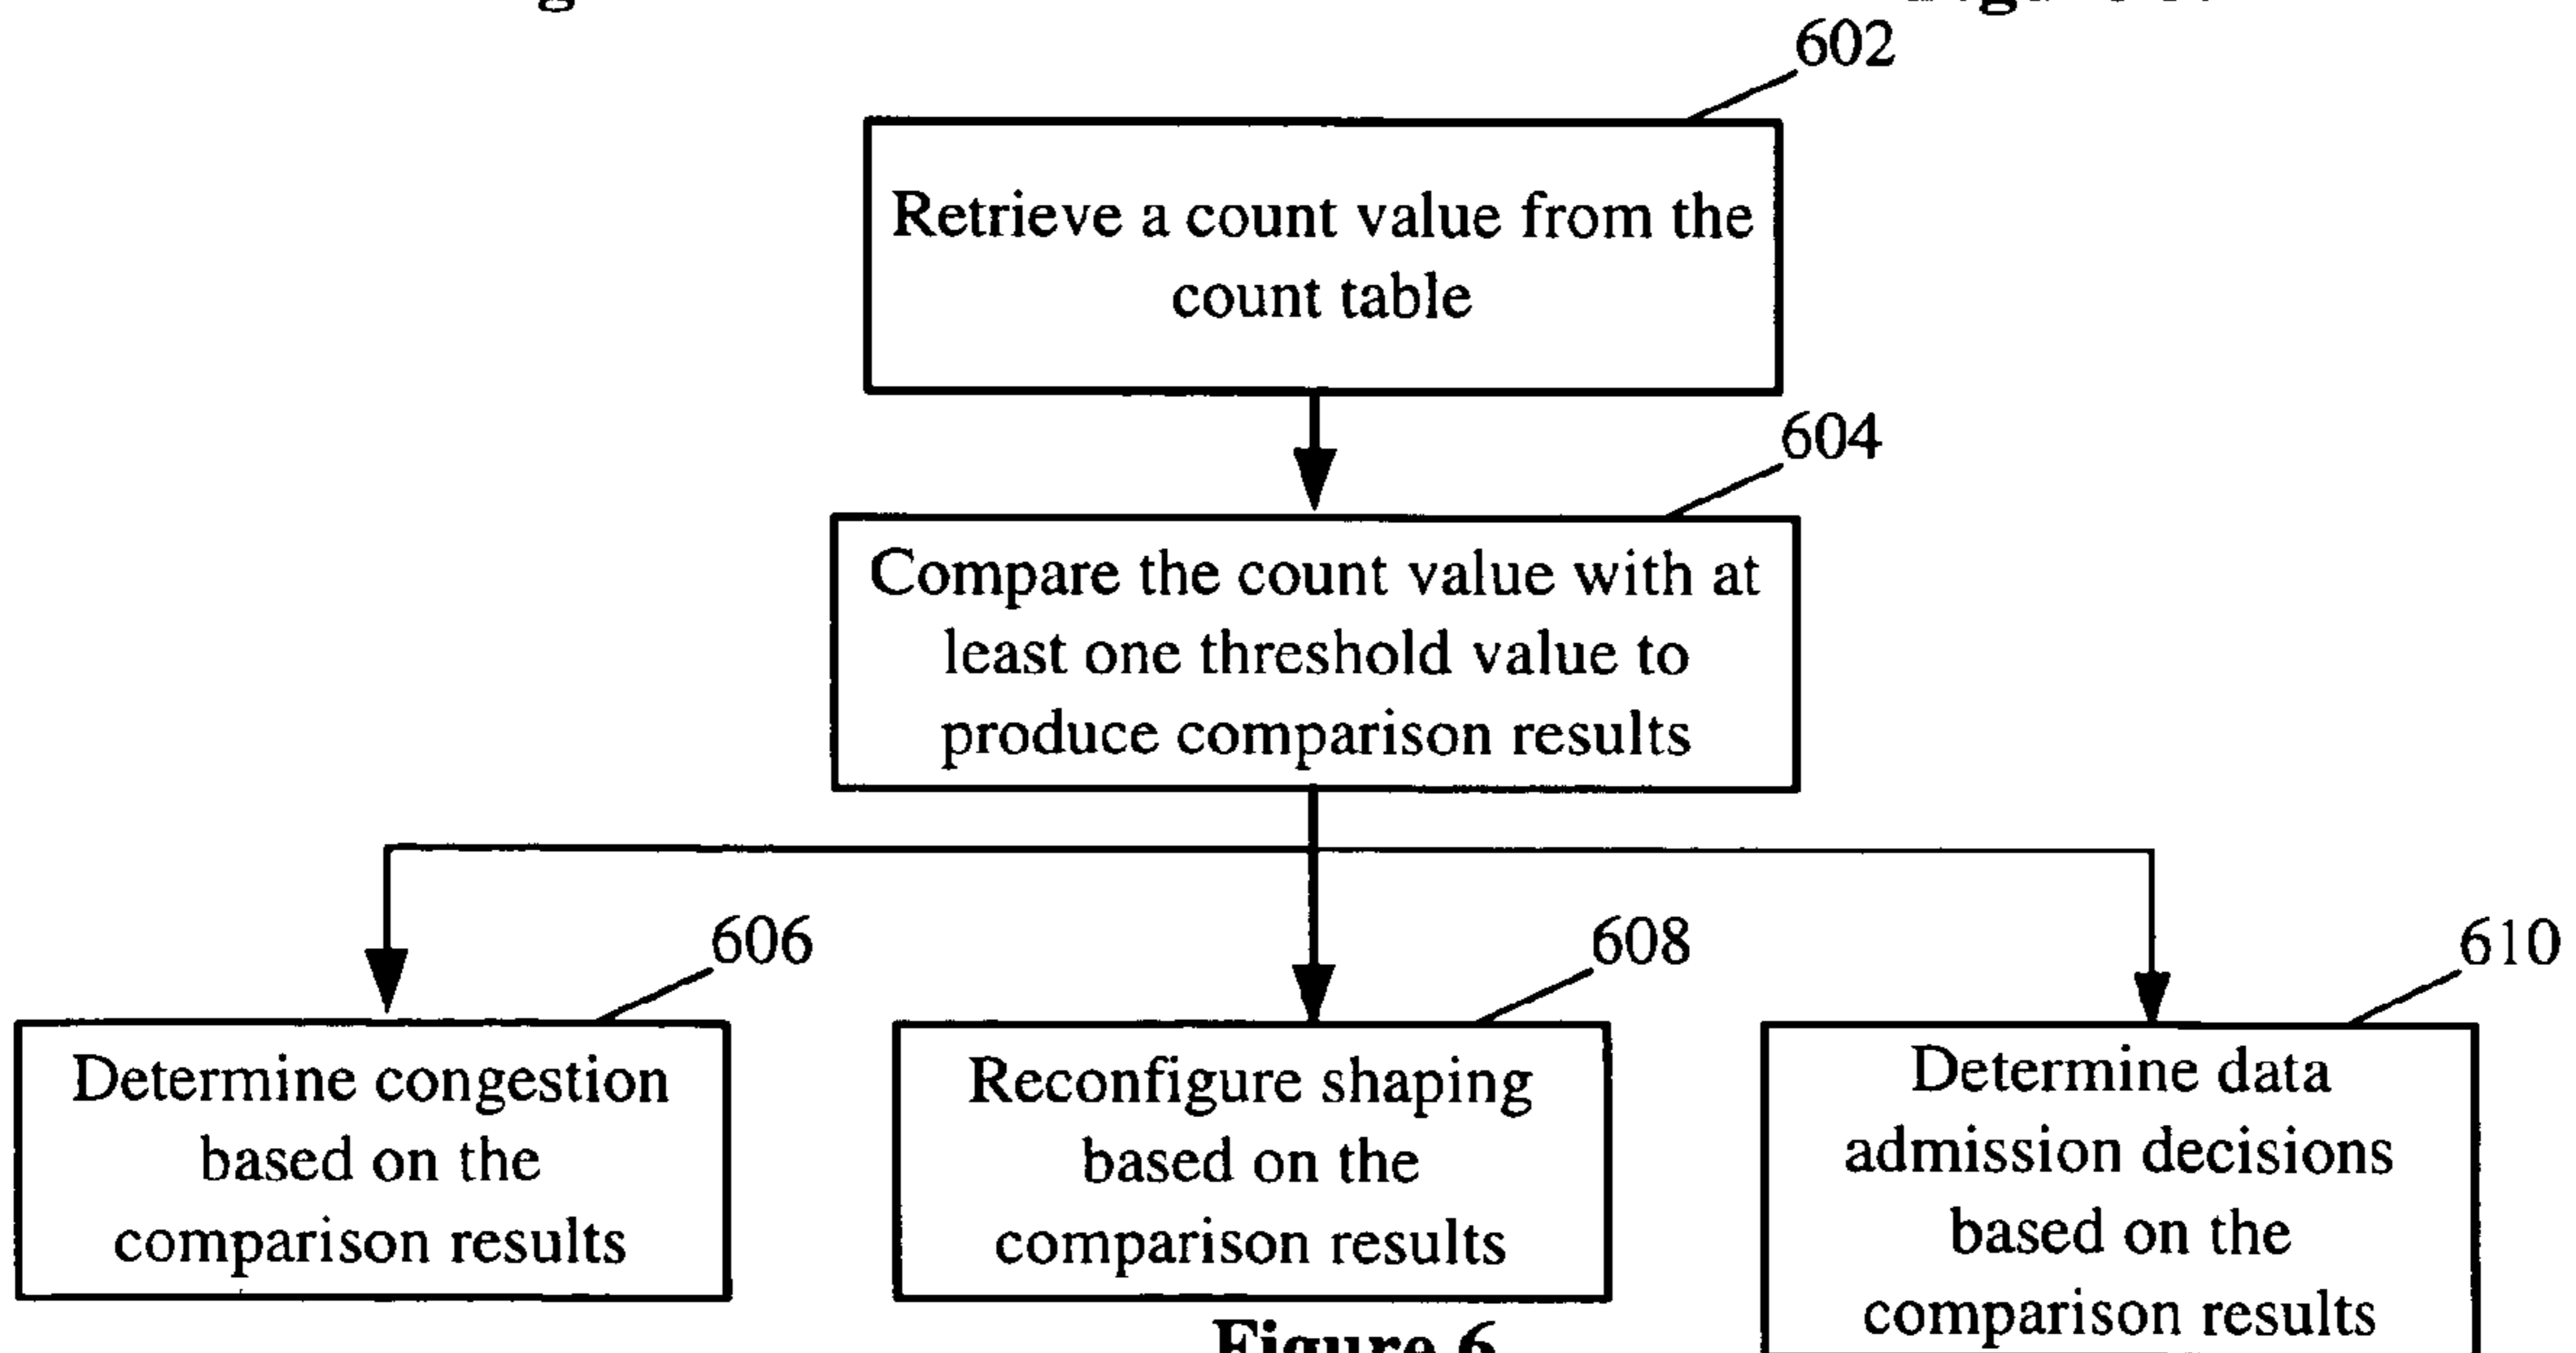 602
Retrieve a count value from the
count table
604
Compare the count value with at
least one threshold value to
produce comparison results
606
Determine congestion
based on the
comparison results
608
Reconfigure shaping
based on the
comparison results
610
Determine data
admission decisions
based on the
comparison results
Figure 6